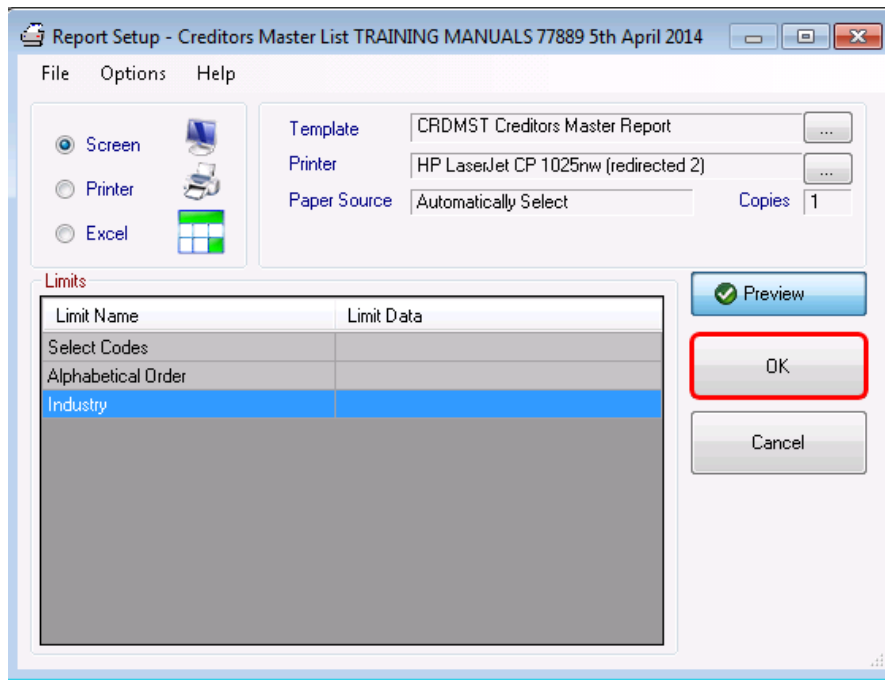 Report Setup - Creditors Master List TRAINING MANUALS 77889 5th April 2014
File Options Help
Screen
Printer
Excel
Template CRDMST Creditors Master Report ...
Printer HP LaserJet CP 1025nw (redirected 2) ...
Paper Source Automatically Select Copies 1
Limits
Limit Name Limit Data
Select Codes
Alphabetical Order
Industry
Preview
OK
Cancel